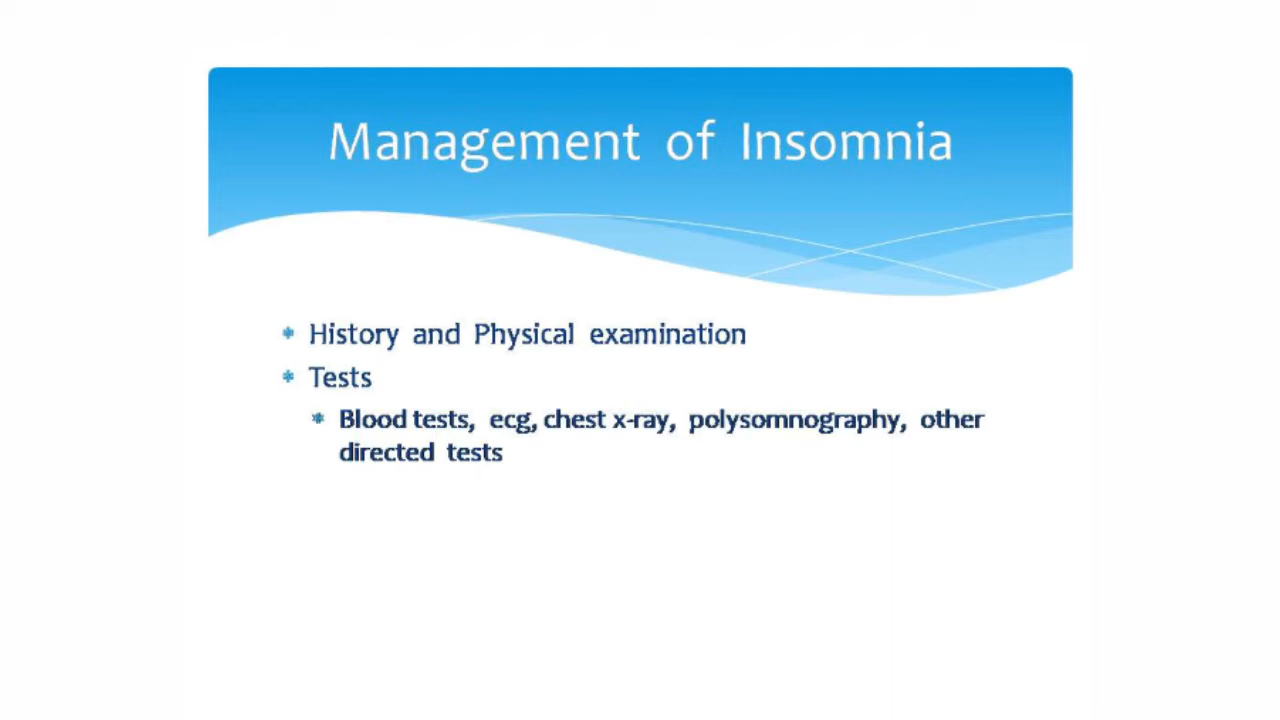 Management of Insomnia
* History and Physical examination
* Tests
* Blood tests, ecg, chest x-ray, polysomnography, other
directed tests